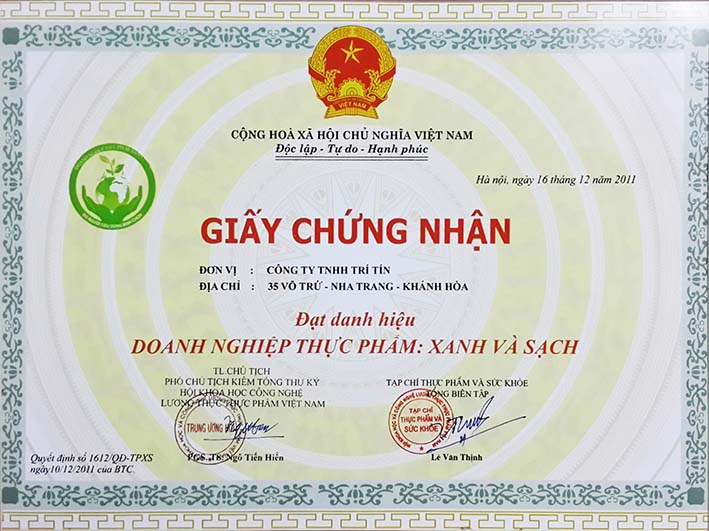 VIỆT NAM
CỘNG HOÀ XÃ HỘI CHỦ NGHĨA VIỆT NAM
Độc lập - Tự do - Hạnh phúc
Hà nội, ngày 16 tháng 12 năm 2011
GIẤY CHỨNG NHẬN
ĐƠN VỊ : CÔNG TY TNHH TRÍ TÍN
ĐỊA CHỈ : 35 VÕ TRỨ - NHA TRANG - KHÁNH HÒA
Đạt danh hiệu
DOANH NGHIỆP THỰC PHẨM: XANH VÀ SẠCH
TL.CHỦ TỊCH
PHÓ CHỦ TỊCH KIÊM TỔNG THƯ KÝ
HỘI KHOA HỌC CÔNG NGHỆ
LƯƠNG THỰC THỰC PHẨM VIỆT NAM
TRUNG ƯƠNG
PGS .TS. Ngô Tiến Hiển
TẠP CHÍ THỰC PHẨM VÀ SỨC KHỎE
TỔNG BIÊN TẬP
TẠP CHÍ
THỰC PHẨM VÀ
SỨC KHỎE
Lê Văn Thịnh
Quyết định số 1612/QĐ-TPXS
ngày10/12/2011 của BTC.